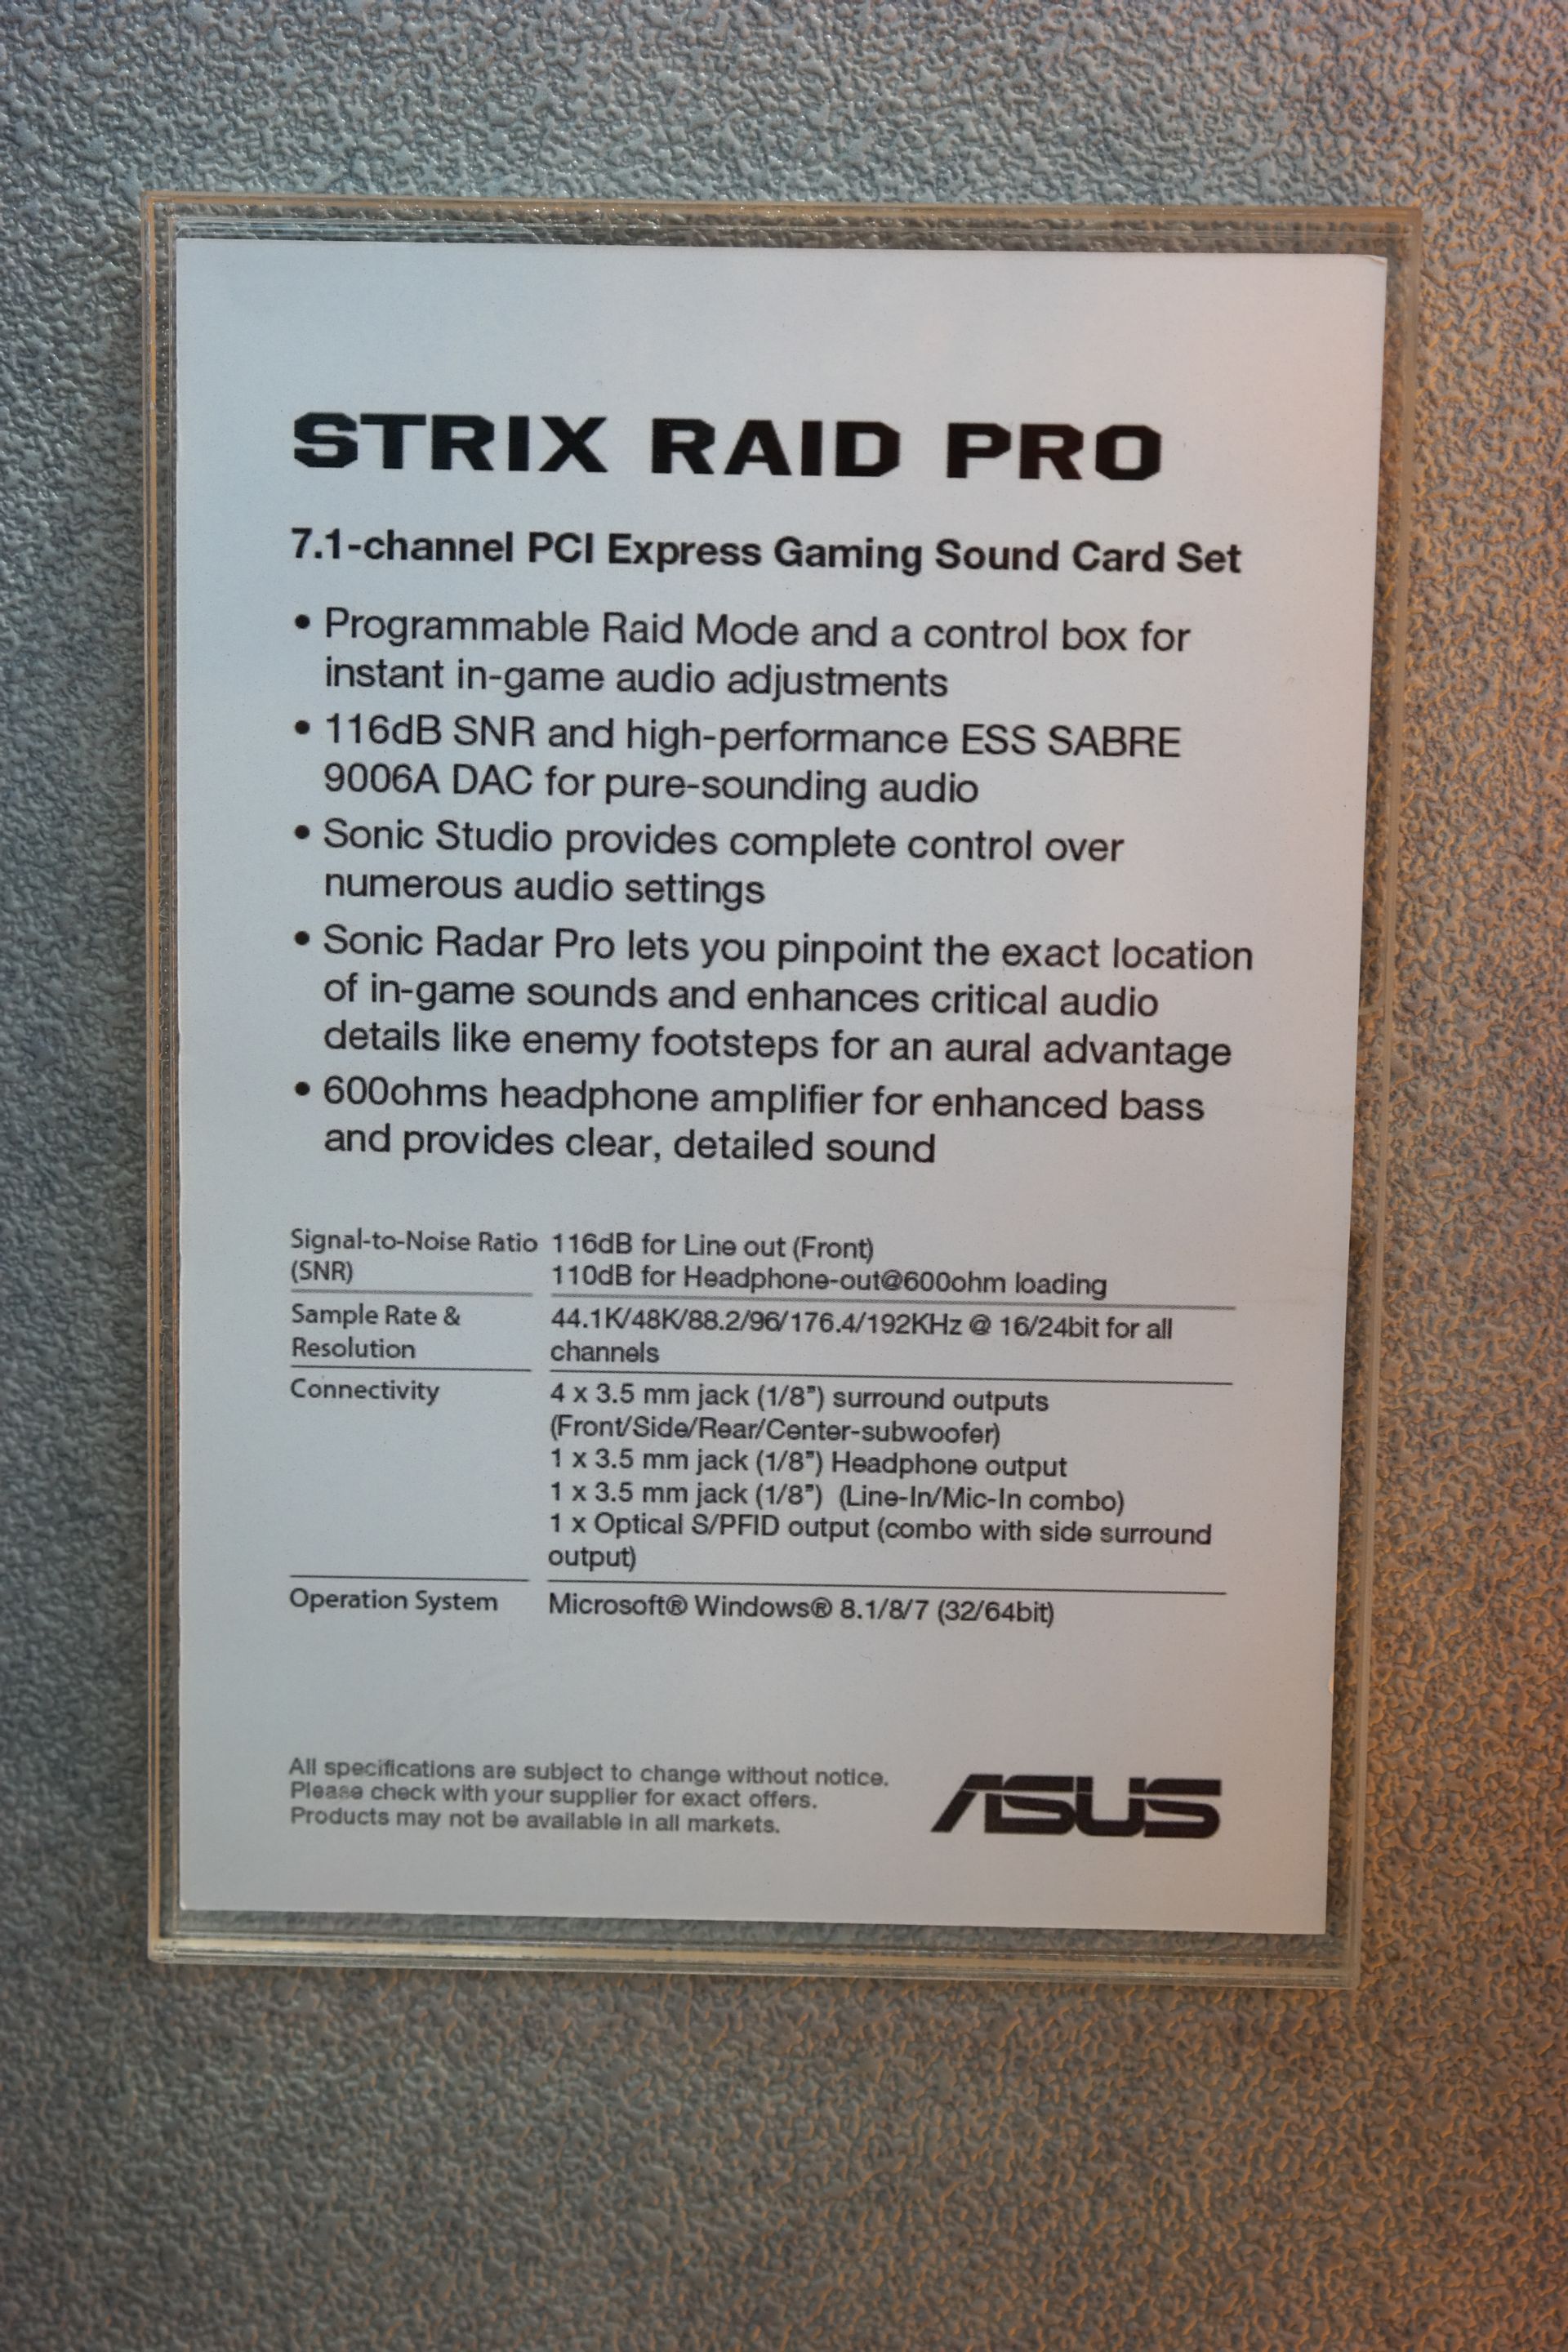 STRIX RAID PRO
7.1-channel PCI Express Gaming Sound Card Set
• Programmable Raid Mode and a control box for
instant in-game audio adjustments
• 116dB SNR and high-performance ESS SABRE
9006A DAC for pure-sounding audio
• Sonic Studio provides complete control over
numerous audio settings
• Sonic Radar Pro lets you pinpoint the exact location
of in-game sounds and enhances critical audio
details like enemy footsteps for an aural advantage
• 600ohms headphone amplifier for enhanced bass
and provides clear, detailed sound
Signal-to-Noise Ratio 116dB for Line out (Front)
(SNR) 110dB for Headphone-out@600ohm loading
Sample Rate & 44.1K/48K/88.2/96/176.4/192KHz @ 16/24bit for all
Resolution channels
Connectivity 4 x 3.5 mm jack (1/8”) surround outputs
(Front/Side/Rear/Center-subwoofer)
1 x 3.5 mm jack (1/8”) Headphone output
1 x 3.5 mm jack (1/8”) (Line-In/Mic-In combo)
1 x Optical S/PFID output (combo with side surround
output)
Operation System Microsoft® Windows® 8.1/8/7 (32/64bit)
All specifications are subject to change without notice.
Please check with your supplier for exact offers.
Products may not be available in all markets.
ASUS